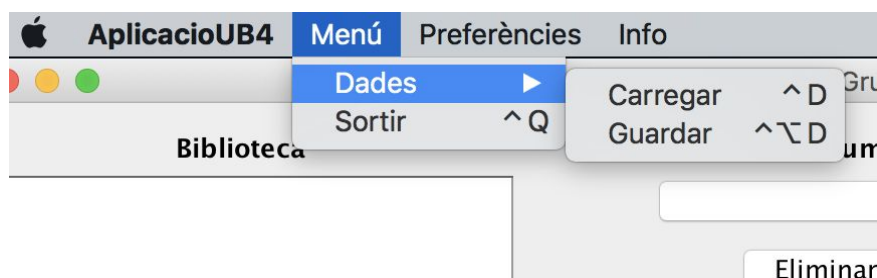 AplicacioUB4 Menú Preferències Info
Dades
Sortir ^Q
Carregar ^D
Guardar ^⌥D
Biblioteca
Eliminar